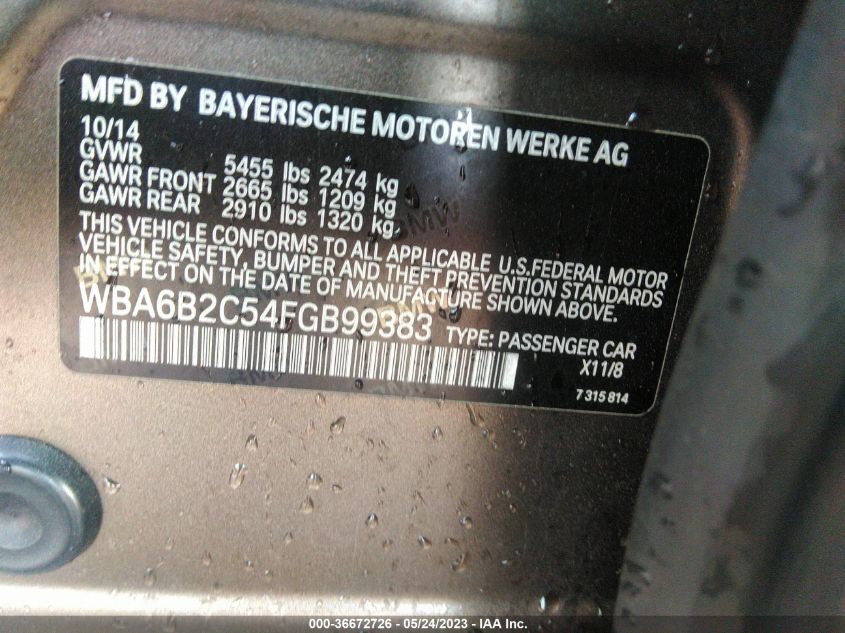 MFD BY BAYERISCHE MOTOREN WERKE AG
10/14
GVWR 5455 lbs 2474 kg
GAWR FRONT 2665 lbs 1209 kg
GAWR REAR 2910 lbs 1320 kg
THIS VEHICLE CONFORMS TO ALL APPLICABLE U.S.FEDERAL MOTOR
VEHICLE SAFETY, BUMPER AND THEFT PREVENTION STANDARDS
IN EFFECT ON THE DATE OF MANUFACTURE SHOWN ABOVE.
WBA6B2C54FGB99383 TYPE: PASSENGER CAR
X11/8
7 315 814
000-36672726 - 05/24/2023 - IAA Inc.